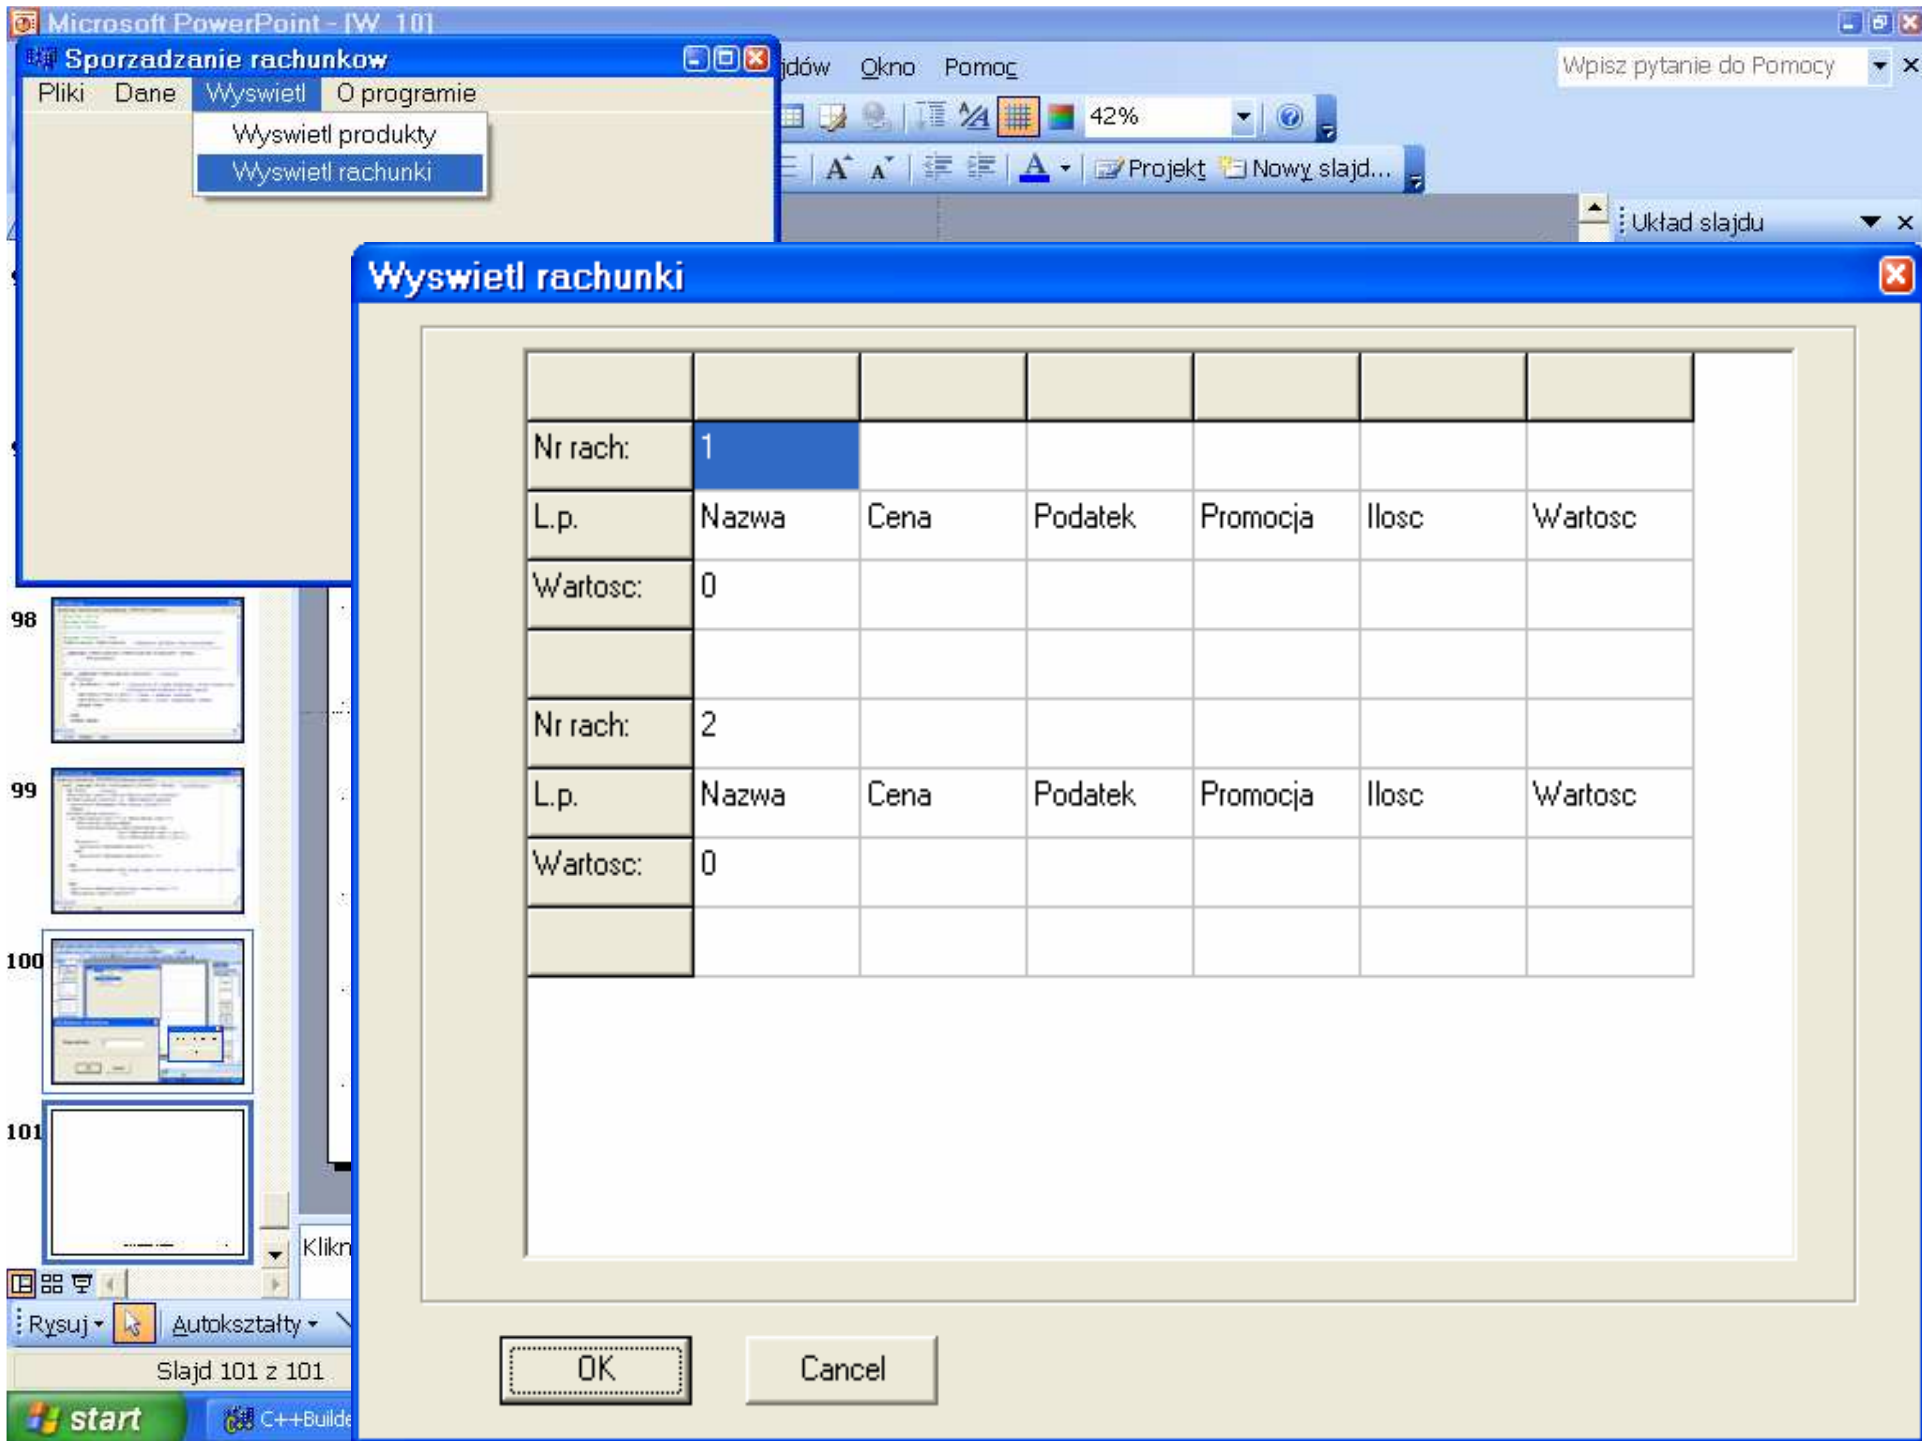 Microsoft PowerPoint - [W_10]
Sporzadzanie rachunkow
jdów Okno Pomoc
Wpisz pytanie do Pomocy
Pliki Dane Wyswietl O programie
42%
Wyswietl produkty
Wyswietl rachunki
Projekt Nowy slajd...
Układ slajdu
Wyswietl rachunki
Nr rach: 1
L.p. Nazwa Cena Podatek Promocja Ilosc Wartosc
Wartosc: 0
Nr rach: 2
L.p. Nazwa Cena Podatek Promocja Ilosc Wartosc
Wartosc: 0
98
99
100
101
Klikn
Rysuj Autokształty
OK Cancel
Slajd 101 z 101
start C++Builde